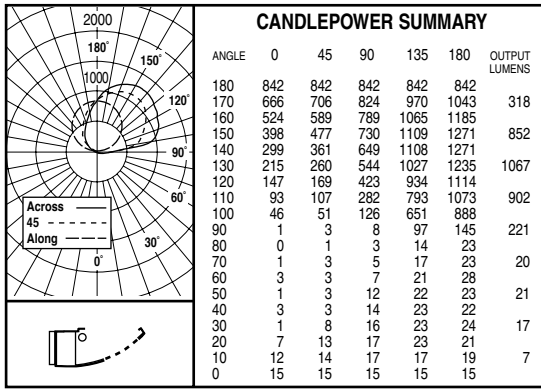 2000
180°
150°
1000
120°
90°
60°
Across
45
Along
30°
0°
CANDLEPOWER SUMMARY
ANGLE 0 45 90 135 180 OUTPUT
LUMENS
180 842 842 842 842 842
170 666 706 824 970 1043 318
160 524 589 789 1065 1185
150 398 477 730 1109 1271 852
140 299 361 649 1108 1271
130 215 260 544 1027 1235 1067
120 147 169 423 934 1114
110 93 107 282 793 1073 902
100 46 51 126 651 888
90 1 3 8 97 145 221
80 0 1 3 14 23
70 1 3 5 17 23 20
60 3 3 7 21 28
50 1 3 12 22 23 21
40 3 3 14 23 22
30 1 8 16 23 24 17
20 7 13 17 23 21
10 12 14 17 17 19 7
0 15 15 15 15 15